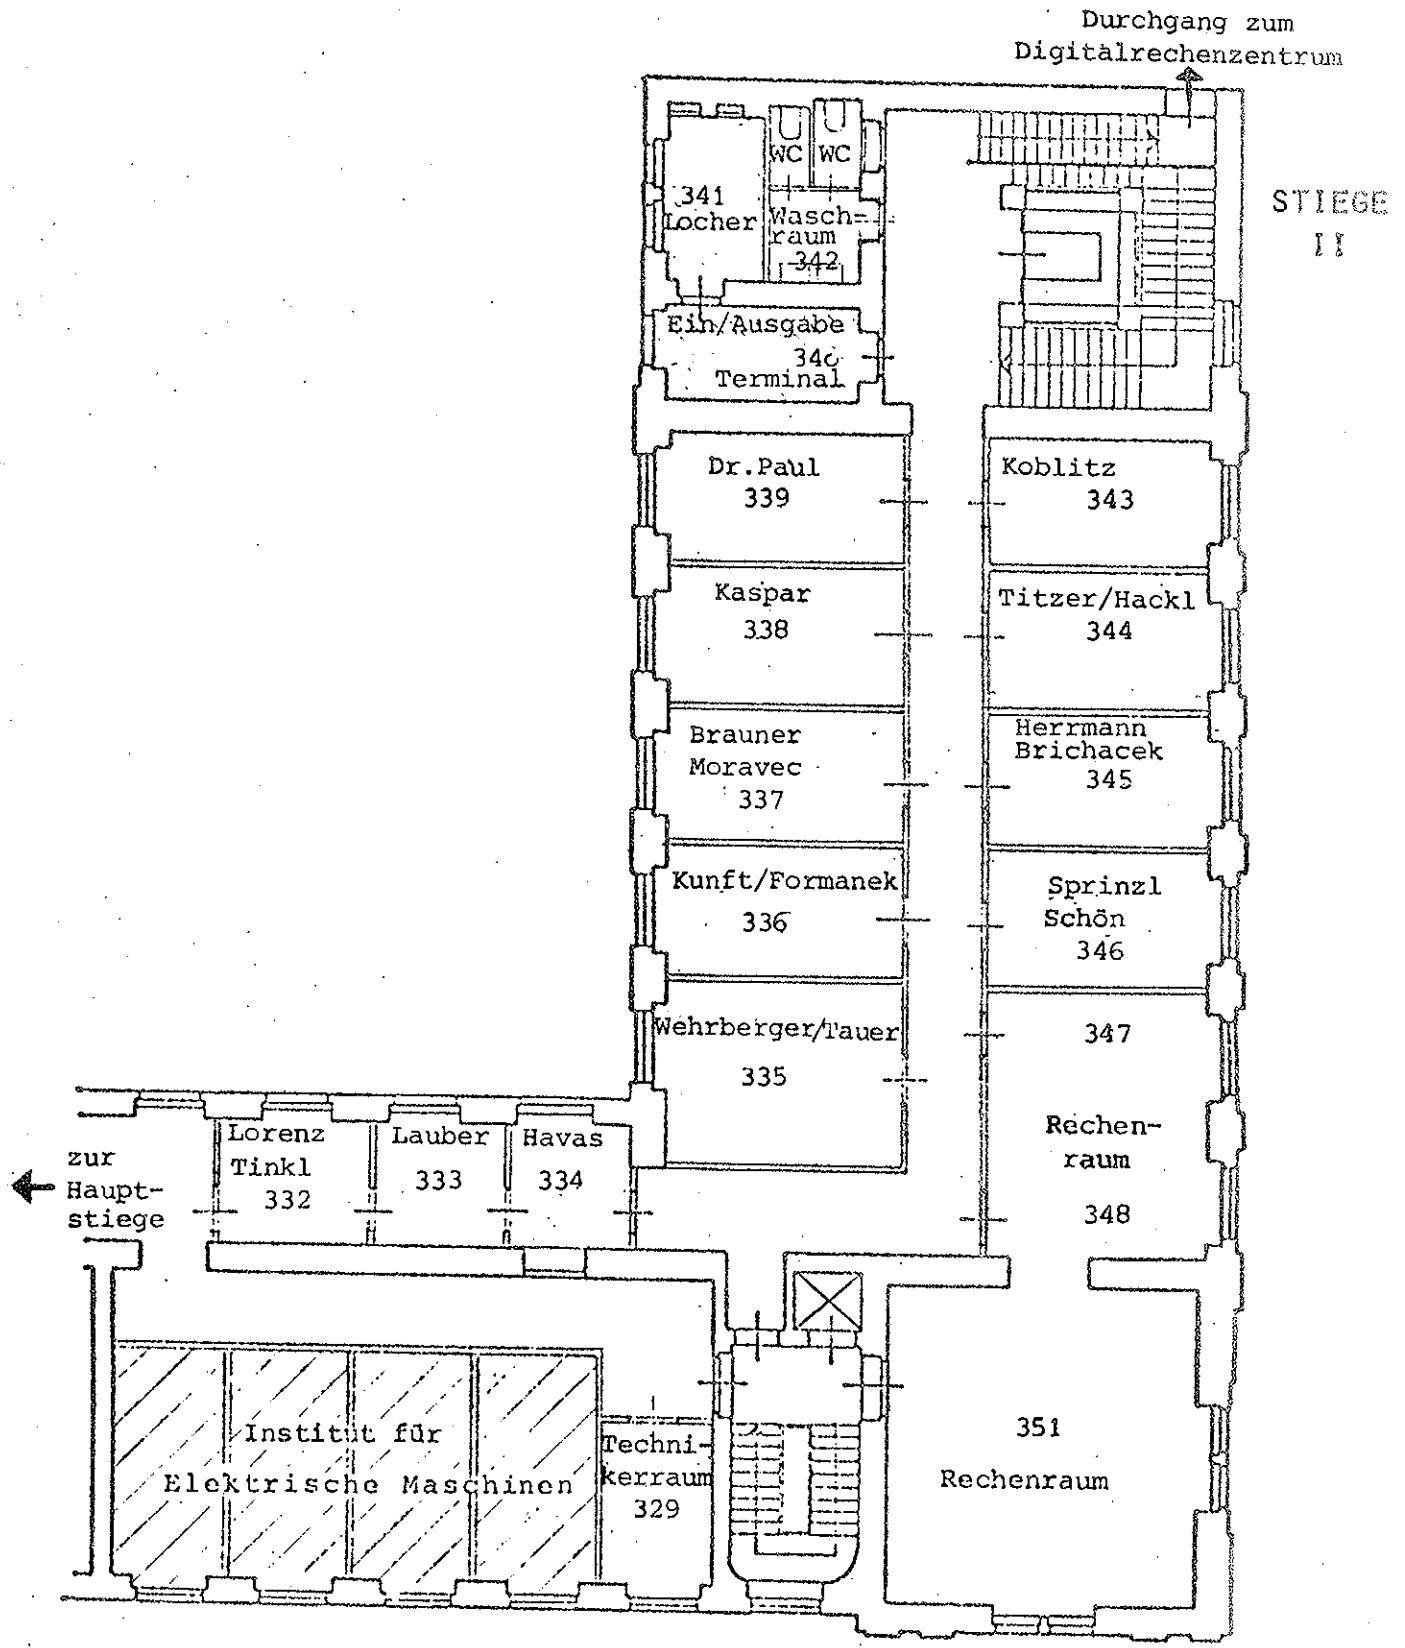 Durchgang zum
Digitalrechenzentrum
STIEGE
II
WC
WC
341
Locher
Wasch=
raum
342
Ein/Ausgabe
340
Terminal
Dr.Paul
339
Koblitz
343
Kaspar
338
Titzer/Hackl
344
Brauner
Moravec
337
Herrmann
Brichacek
345
Kunft/Formanek
336
Sprinzl
Schön
346
Wehrberger/Tauer
335
347
Rechen-
raum
348
zur
Haupt-
stiege
Lorenz
Tinkl
332
Lauber
333
Havas
334
Institut für
Elektrische Maschinen
Techni-
kerraum
329
351
Rechenraum